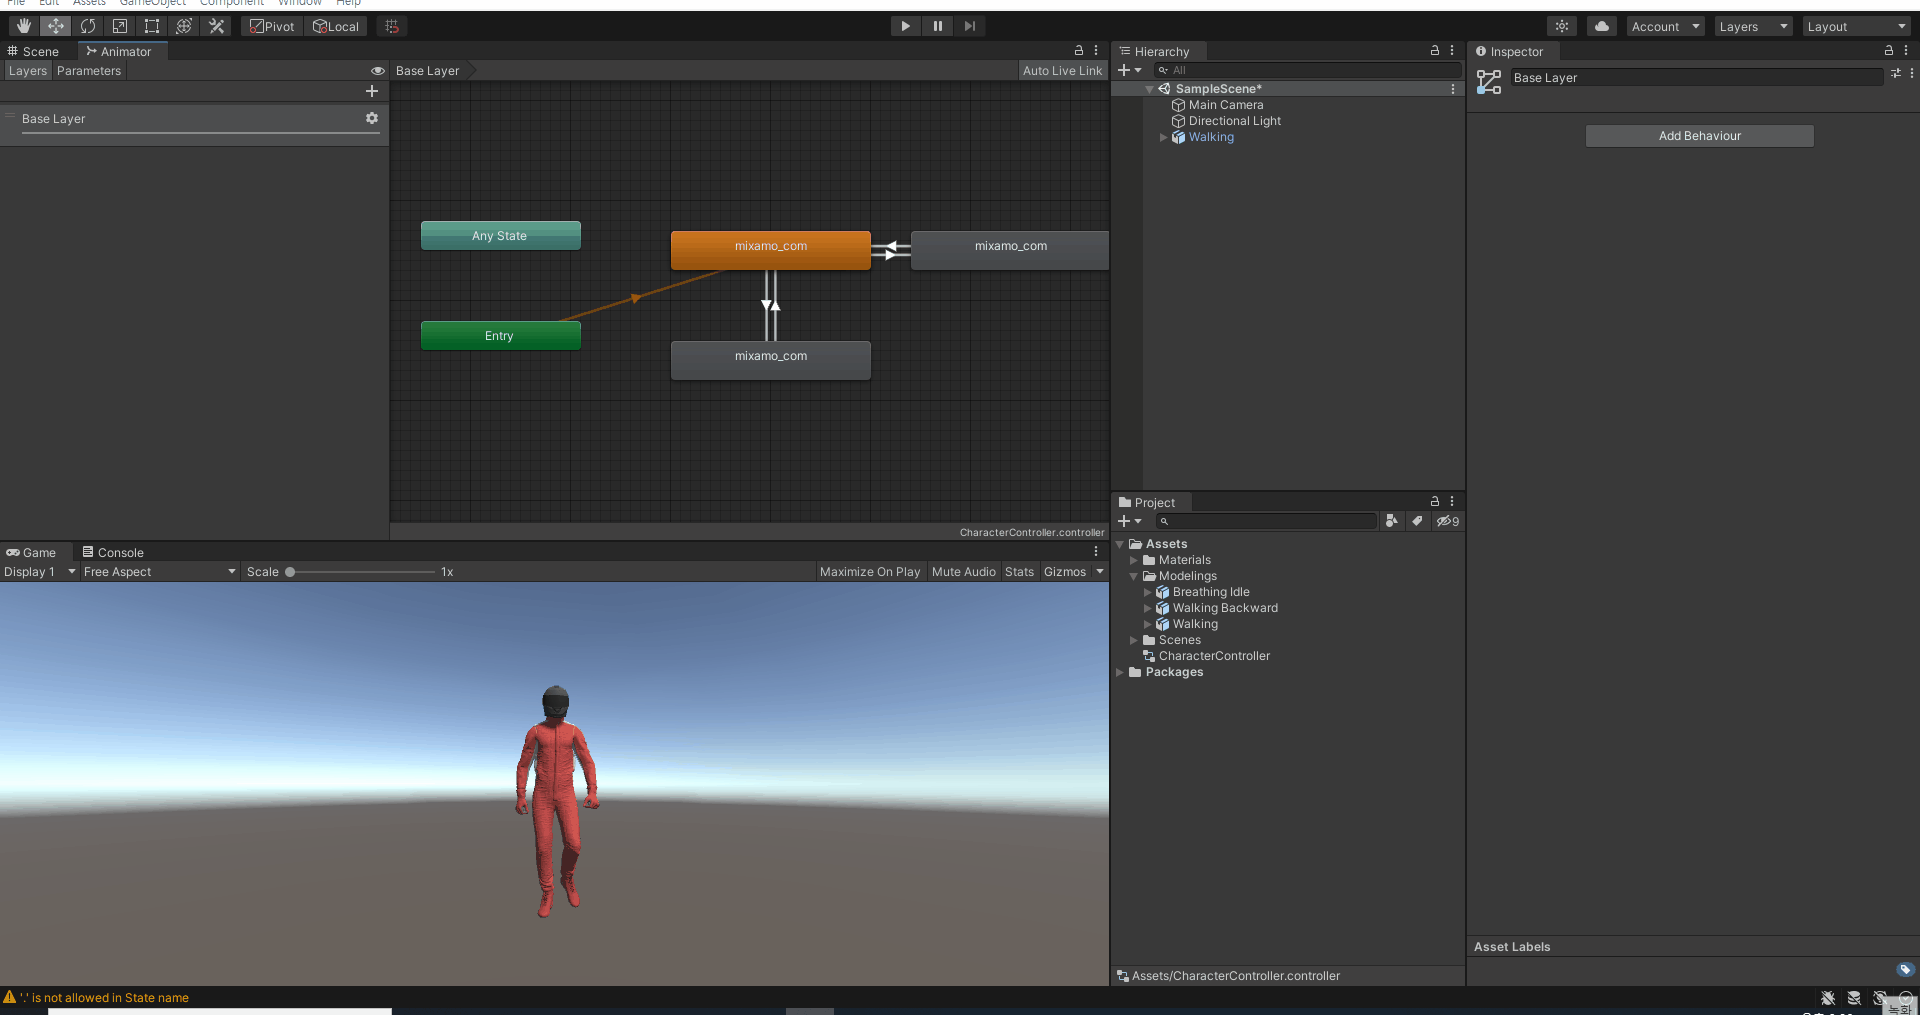 File Edit Assets GameObject Component Window Help
Pivot Local Account Layers Layout
Scene Animator
Layers Parameters Base Layer Auto Live Link
Base Layer
Any State
mixamo_com mixamo_com
Entry
mixamo_com
CharacterController.controller
Game Console
Display 1 Free Aspect Scale 1x Maximize On Play Mute Audio Stats Gizmos
'.' is not allowed in State name
Hierarchy
All
SampleScene*
Main Camera
Directional Light
Walking
Project
9
Assets
Materials
Modelings
Breathing Idle
Walking Backward
Walking
Scenes
CharacterController
Packages
Assets/CharacterController.controller
Inspector
Base Layer
Add Behaviour
Asset Labels
녹화